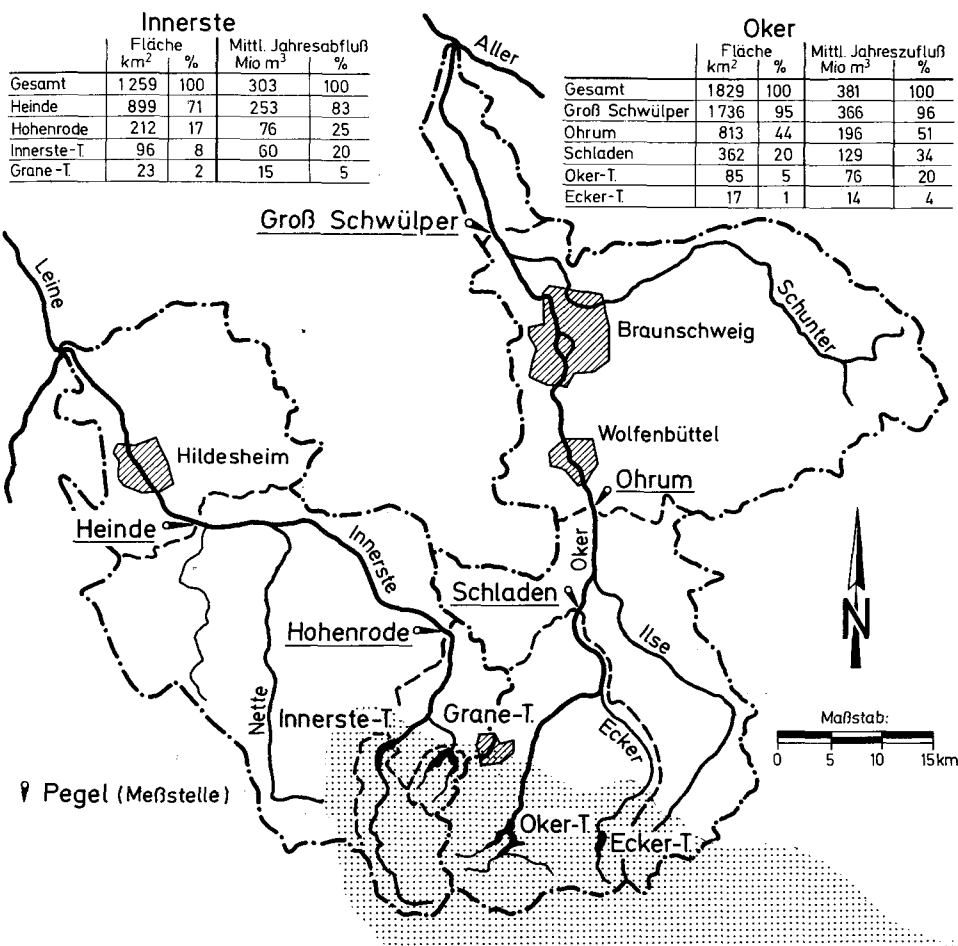 Innerste
Fläche Mittl. Jahresabfluß
km² % Mio m³ %
Gesamt 1259 100 303 100
Heinde 899 71 253 83
Hohenrode 212 17 76 25
Innerste-T. 96 8 60 20
Grane-T. 23 2 15 5
Aller
Oker
Fläche Mittl. Jahreszufluß
km² % Mio m³ %
Gesamt 1829 100 381 100
Groß Schwülper 1736 95 366 96
Ohrum 813 44 196 51
Schladen 362 20 129 34
Oker-T. 85 5 76 20
Ecker-T. 17 1 14 4
Groß Schwülper
Leine
Schunter
Braunschweig
Wolfenbüttel
Hildesheim
Ohrum
Heinde
Innerste
Oker
Schladen
Hohenrode
Ilse
N
Nette
Innerste-T.
Grane-T.
Ecker
Maßstab:
0 5 10 15 km
Pegel (Meßstelle)
Oker-T.
Ecker-T.